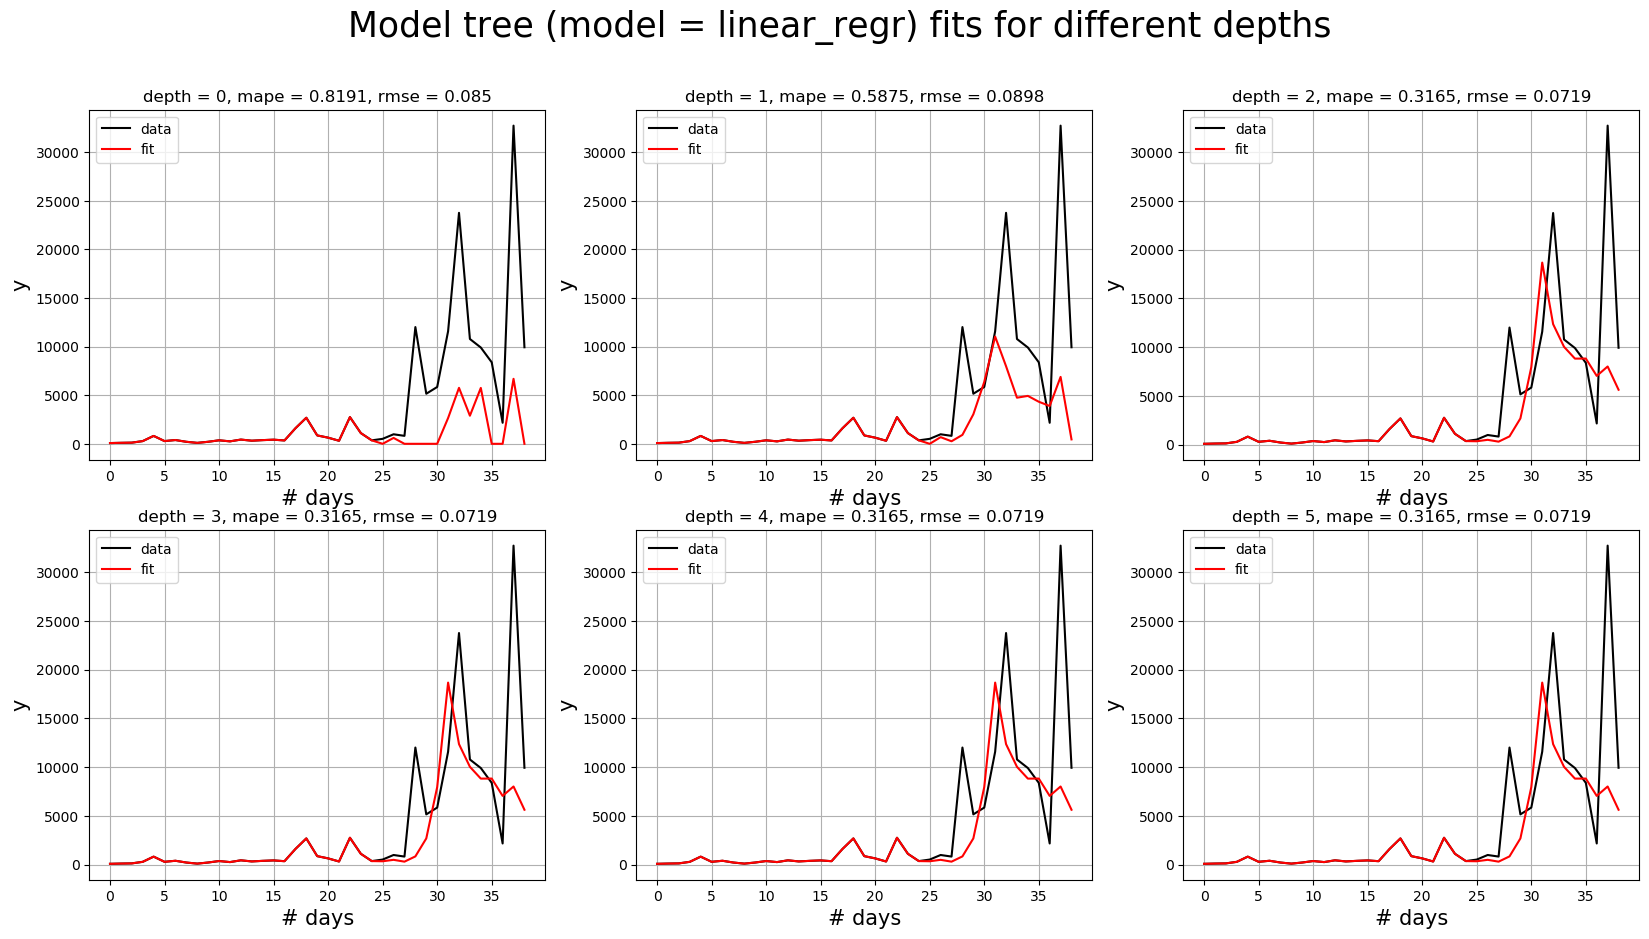 Model tree (model = linear_regr) fits for different depths
depth = 0, mape = 0.8191, rmse = 0.085
data
fit
30000
25000
20000
15000
10000
5000
0
y
0 5 10 15 20 25 30 35
# days
depth = 1, mape = 0.5875, rmse = 0.0898
data
fit
30000
25000
20000
15000
10000
5000
0
y
0 5 10 15 20 25 30 35
# days
depth = 2, mape = 0.3165, rmse = 0.0719
data
fit
30000
25000
20000
15000
10000
5000
0
y
0 5 10 15 20 25 30 35
# days
depth = 3, mape = 0.3165, rmse = 0.0719
data
fit
30000
25000
20000
15000
10000
5000
0
y
0 5 10 15 20 25 30 35
# days
depth = 4, mape = 0.3165, rmse = 0.0719
data
fit
30000
25000
20000
15000
10000
5000
0
y
0 5 10 15 20 25 30 35
# days
depth = 5, mape = 0.3165, rmse = 0.0719
data
fit
30000
25000
20000
15000
10000
5000
0
y
0 5 10 15 20 25 30 35
# days